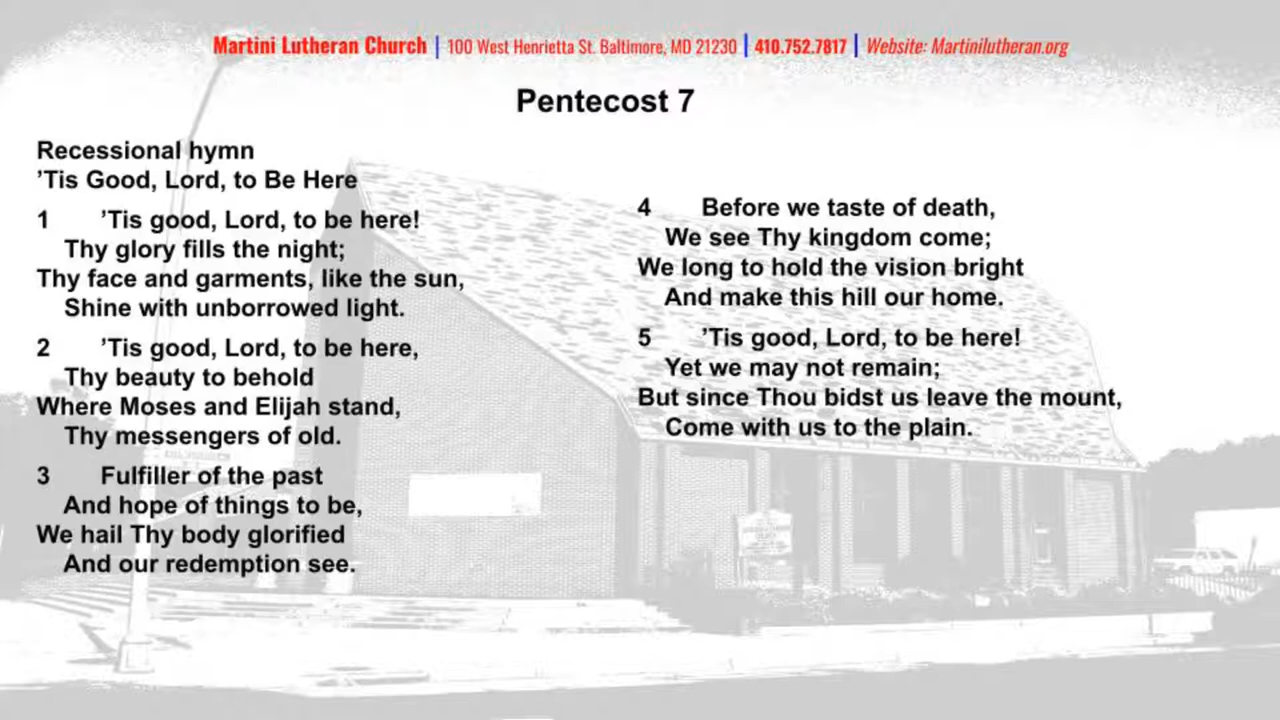 Martini Lutheran Church | 100 West Henrietta St. Baltimore, MD 21230 | 410.752.7817 | Website: Martinilutheran.org
Pentecost 7
Recessional hymn
’Tis Good, Lord, to Be Here
1 ’Tis good, Lord, to be here!
Thy glory fills the night;
Thy face and garments, like the sun,
Shine with unborrowed light.
2 ’Tis good, Lord, to be here,
Thy beauty to behold
Where Moses and Elijah stand,
Thy messengers of old.
3 Fulfiller of the past
And hope of things to be,
We hail Thy body glorified
And our redemption see.
4 Before we taste of death,
We see Thy kingdom come;
We long to hold the vision bright
And make this hill our home.
5 ’Tis good, Lord, to be here!
Yet we may not remain;
But since Thou bidst us leave the mount,
Come with us to the plain.